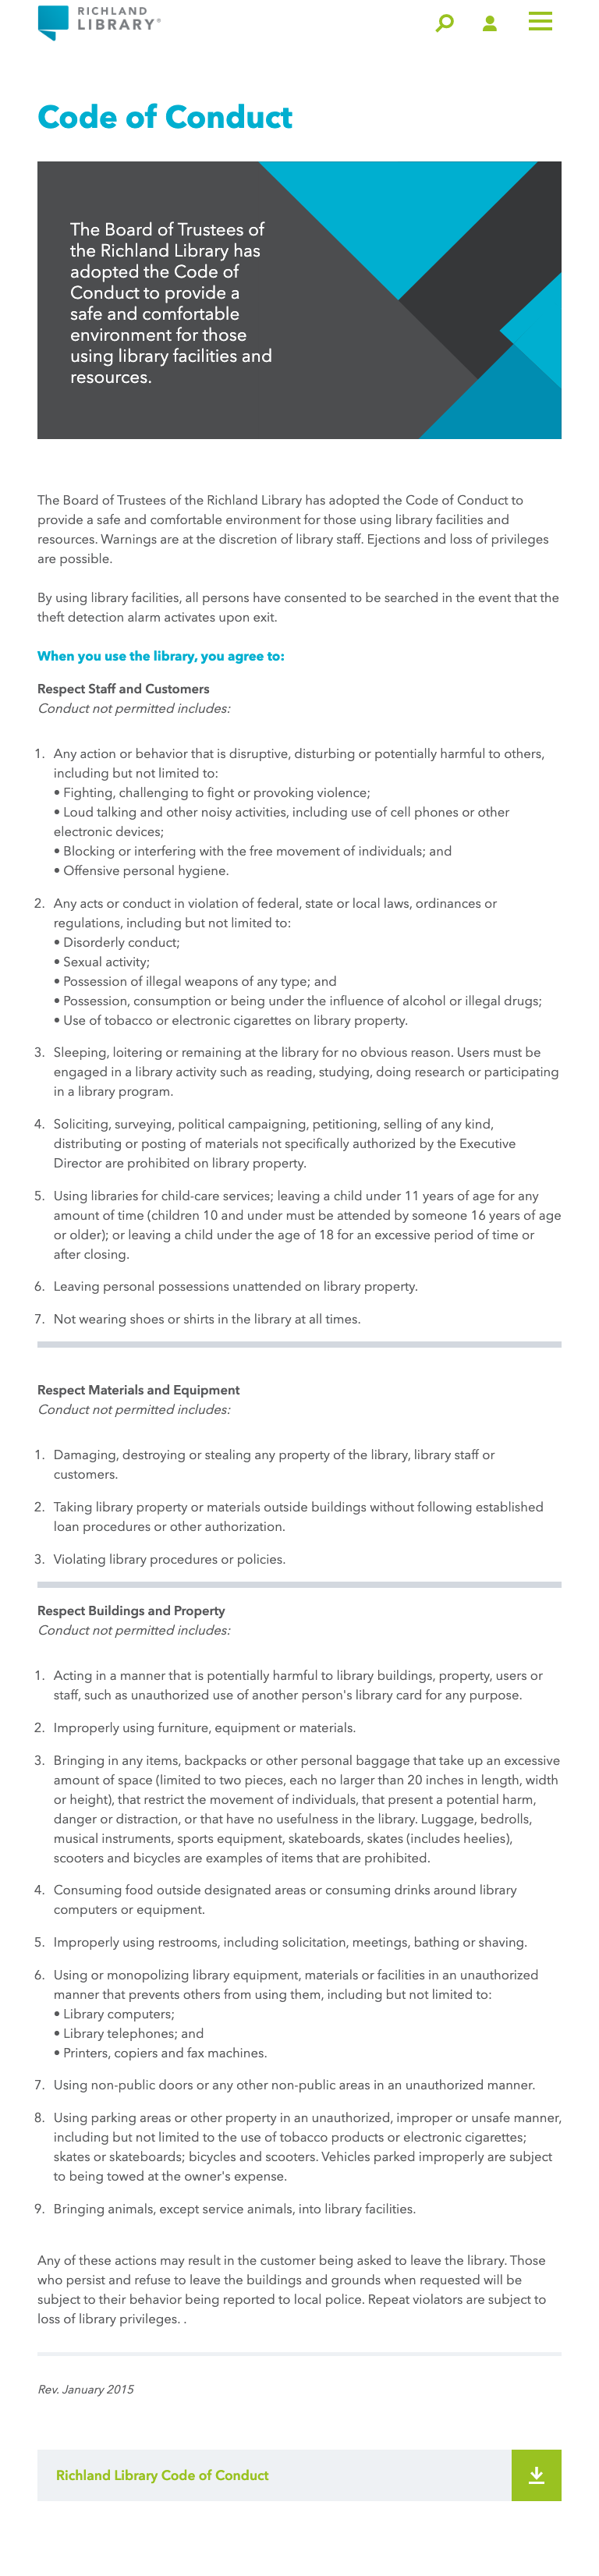 RICHLAND
LIBRARY®
Code of Conduct
The Board of Trustees of
the Richland Library has
adopted the Code of
Conduct to provide a
safe and comfortable
environment for those
using library facilities and
resources.
The Board of Trustees of the Richland Library has adopted the Code of Conduct to
provide a safe and comfortable environment for those using library facilities and
resources. Warnings are at the discretion of library staff. Ejections and loss of privileges
are possible.
By using library facilities, all persons have consented to be searched in the event that the
theft detection alarm activates upon exit.
When you use the library, you agree to:
Respect Staff and Customers
Conduct not permitted includes:
1. Any action or behavior that is disruptive, disturbing or potentially harmful to others,
including but not limited to:
• Fighting, challenging to fight or provoking violence;
• Loud talking and other noisy activities, including use of cell phones or other
electronic devices;
• Blocking or interfering with the free movement of individuals; and
• Offensive personal hygiene.
2. Any acts or conduct in violation of federal, state or local laws, ordinances or
regulations, including but not limited to:
• Disorderly conduct;
• Sexual activity;
• Possession of illegal weapons of any type; and
• Possession, consumption or being under the influence of alcohol or illegal drugs;
• Use of tobacco or electronic cigarettes on library property.
3. Sleeping, loitering or remaining at the library for no obvious reason. Users must be
engaged in a library activity such as reading, studying, doing research or participating
in a library program.
4. Soliciting, surveying, political campaigning, petitioning, selling of any kind,
distributing or posting of materials not specifically authorized by the Executive
Director are prohibited on library property.
5. Using libraries for child-care services; leaving a child under 11 years of age for any
amount of time (children 10 and under must be attended by someone 16 years of age
or older); or leaving a child under the age of 18 for an excessive period of time or
after closing.
6. Leaving personal possessions unattended on library property.
7. Not wearing shoes or shirts in the library at all times.
Respect Materials and Equipment
Conduct not permitted includes:
1. Damaging, destroying or stealing any property of the library, library staff or
customers.
2. Taking library property or materials outside buildings without following established
loan procedures or other authorization.
3. Violating library procedures or policies.
Respect Buildings and Property
Conduct not permitted includes:
1. Acting in a manner that is potentially harmful to library buildings, property, users or
staff, such as unauthorized use of another person's library card for any purpose.
2. Improperly using furniture, equipment or materials.
3. Bringing in any items, backpacks or other personal baggage that take up an excessive
amount of space (limited to two pieces, each no larger than 20 inches in length, width
or height), that restrict the movement of individuals, that present a potential harm,
danger or distraction, or that have no usefulness in the library. Luggage, bedrolls,
musical instruments, sports equipment, skateboards, skates (includes heelies),
scooters and bicycles are examples of items that are prohibited.
4. Consuming food outside designated areas or consuming drinks around library
computers or equipment.
5. Improperly using restrooms, including solicitation, meetings, bathing or shaving.
6. Using or monopolizing library equipment, materials or facilities in an unauthorized
manner that prevents others from using them, including but not limited to:
• Library computers;
• Library telephones; and
• Printers, copiers and fax machines.
7. Using non-public doors or any other non-public areas in an unauthorized manner.
8. Using parking areas or other property in an unauthorized, improper or unsafe manner,
including but not limited to the use of tobacco products or electronic cigarettes;
skates or skateboards; bicycles and scooters. Vehicles parked improperly are subject
to being towed at the owner's expense.
9. Bringing animals, except service animals, into library facilities.
Any of these actions may result in the customer being asked to leave the library. Those
who persist and refuse to leave the buildings and grounds when requested will be
subject to their behavior being reported to local police. Repeat violators are subject to
loss of library privileges. .
Rev. January 2015
Richland Library Code of Conduct